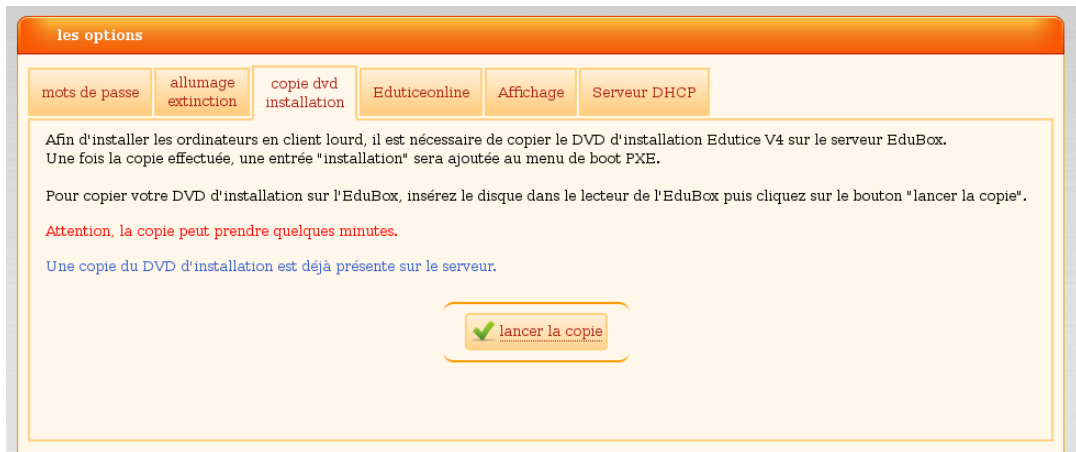 les options
mots de passe
allumage
extinction
copie dvd
installation
Eduticeonline
Affichage
Serveur DHCP
Afin d'installer les ordinateurs en client lourd, il est nécessaire de copier le DVD d'installation Edutice V4 sur le serveur EduBox.
Une fois la copie effectuée, une entrée "installation" sera ajoutée au menu de boot PXE.
Pour copier votre DVD d'installation sur l'EduBox, insérez le disque dans le lecteur de l'EduBox puis cliquez sur le bouton "lancer la copie".
Attention, la copie peut prendre quelques minutes.
Une copie du DVD d'installation est déjà présente sur le serveur.
lancer la copie